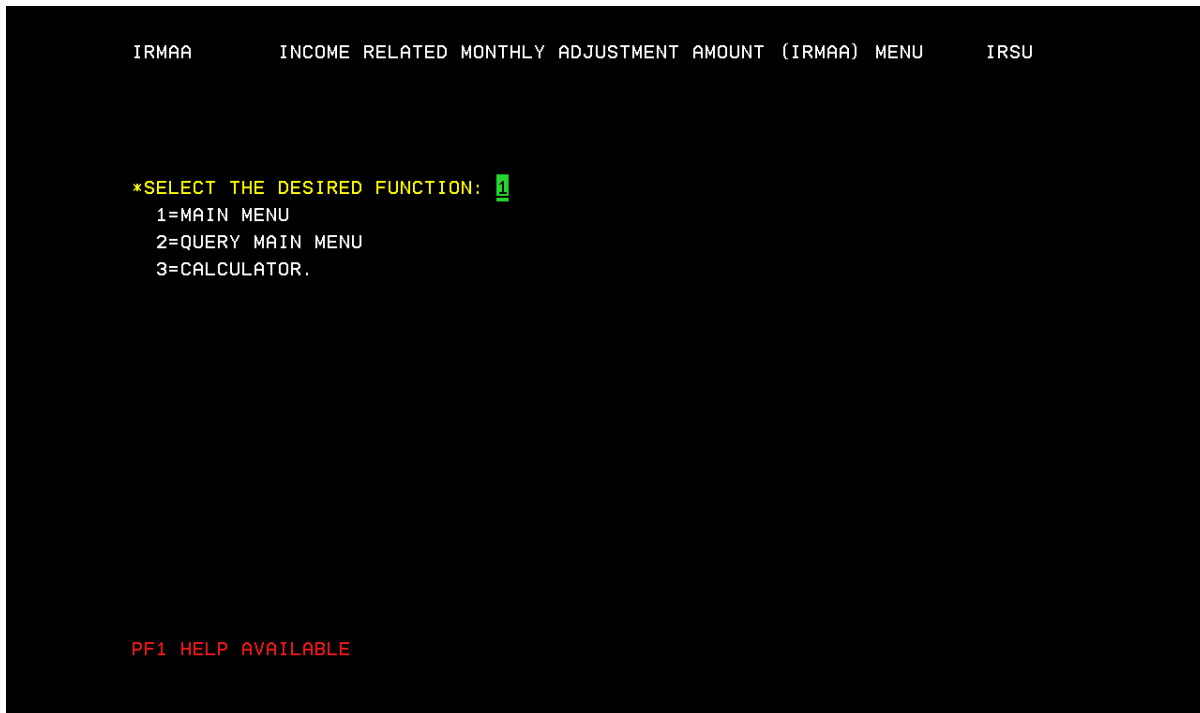 IRMAA INCOME RELATED MONTHLY ADJUSTMENT AMOUNT (IRMAA) MENU IRSU
*SELECT THE DESIRED FUNCTION: 1
1=MAIN MENU
2=QUERY MAIN MENU
3=CALCULATOR.
PF1 HELP AVAILABLE